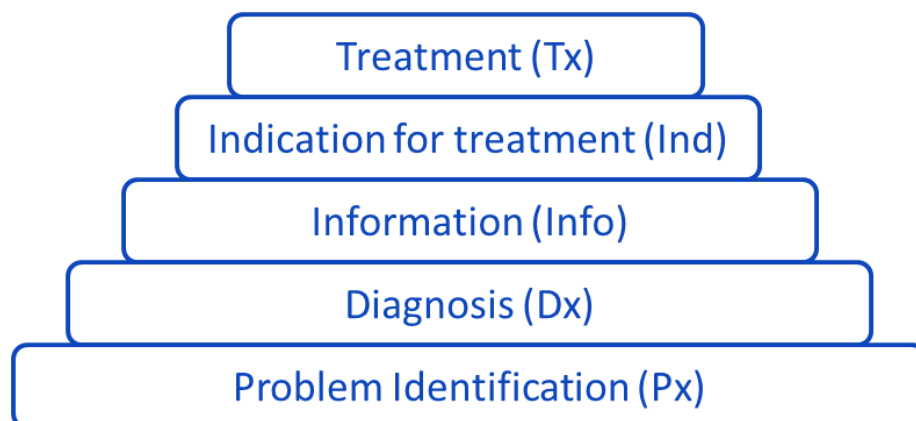 Treatment (Tx)
Indication for treatment (Ind)
Information (Info)
Diagnosis (Dx)
Problem Identification (Px)